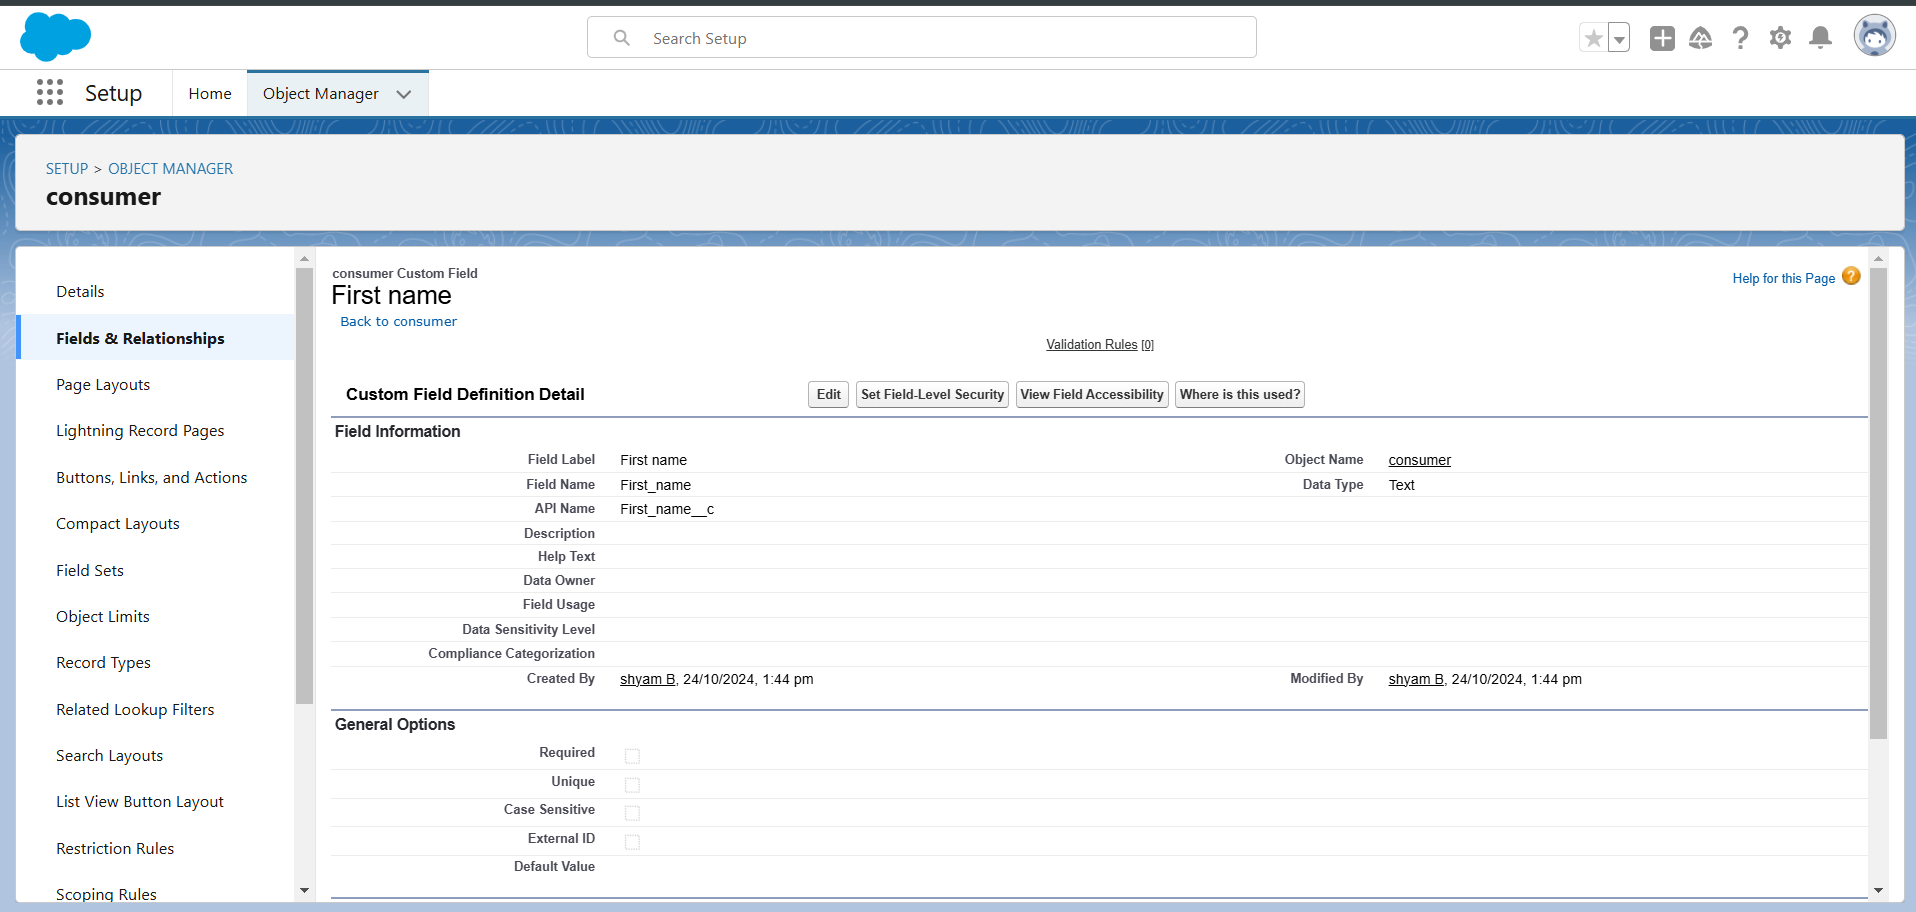 Search Setup
Setup
Home
Object Manager
SETUP > OBJECT MANAGER
consumer
Details
Fields & Relationships
Page Layouts
Lightning Record Pages
Buttons, Links, and Actions
Compact Layouts
Field Sets
Object Limits
Record Types
Related Lookup Filters
Search Layouts
List View Button Layout
Restriction Rules
Scoping Rules
consumer Custom Field
First name
Back to consumer
Help for this Page ?
Validation Rules [0]
Custom Field Definition Detail
Edit
Set Field-Level Security
View Field Accessibility
Where is this used?
Field Information
Field Label First name
Object Name consumer
Field Name First_name
Data Type Text
API Name First_name__c
Description
Help Text
Data Owner
Field Usage
Data Sensitivity Level
Compliance Categorization
Created By shyam B, 24/10/2024, 1:44 pm
Modified By shyam B, 24/10/2024, 1:44 pm
General Options
Required
Unique
Case Sensitive
External ID
Default Value